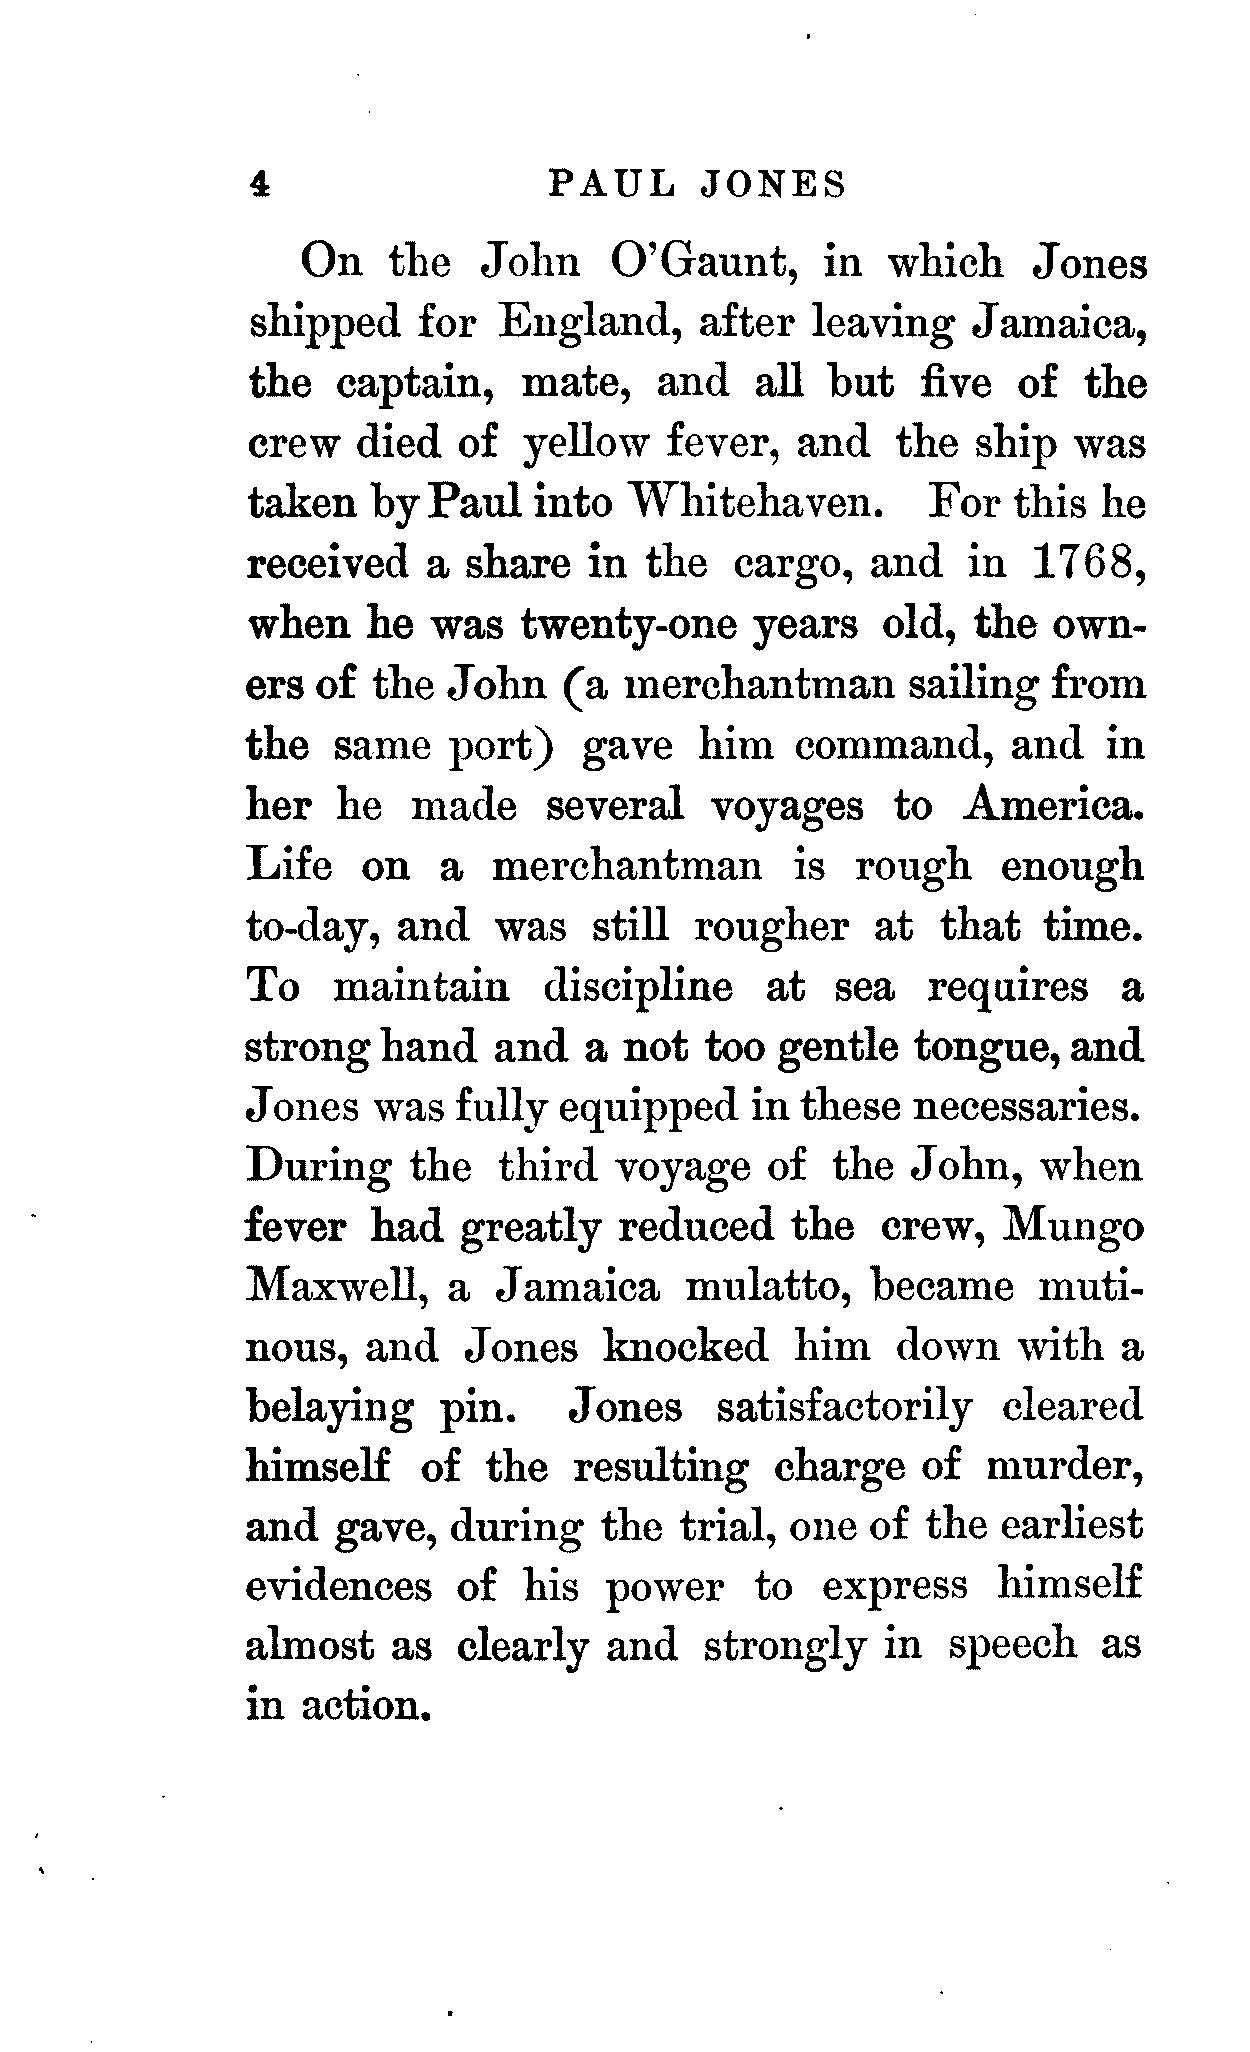 4 PAUL JONES
On the John O'Gaunt, in which Jones
shipped for England, after leaving Jamaica,
the captain, mate, and all but five of the
crew died of yellow fever, and the ship was
taken by Paul into Whitehaven. For this he
received a share in the cargo, and in 1768,
when he was twenty-one years old, the own-
ers of the John (a merchantman sailing from
the same port) gave him command, and in
her he made several voyages to America.
Life on a merchantman is rough enough
to-day, and was still rougher at that time.
To maintain discipline at sea requires a
strong hand and a not too gentle tongue, and
Jones was fully equipped in these necessaries.
During the third voyage of the John, when
fever had greatly reduced the crew, Mungo
Maxwell, a Jamaica mulatto, became muti-
nous, and Jones knocked him down with a
belaying pin. Jones satisfactorily cleared
himself of the resulting charge of murder,
and gave, during the trial, one of the earliest
evidences of his power to express himself
almost as clearly and strongly in speech as
in action.